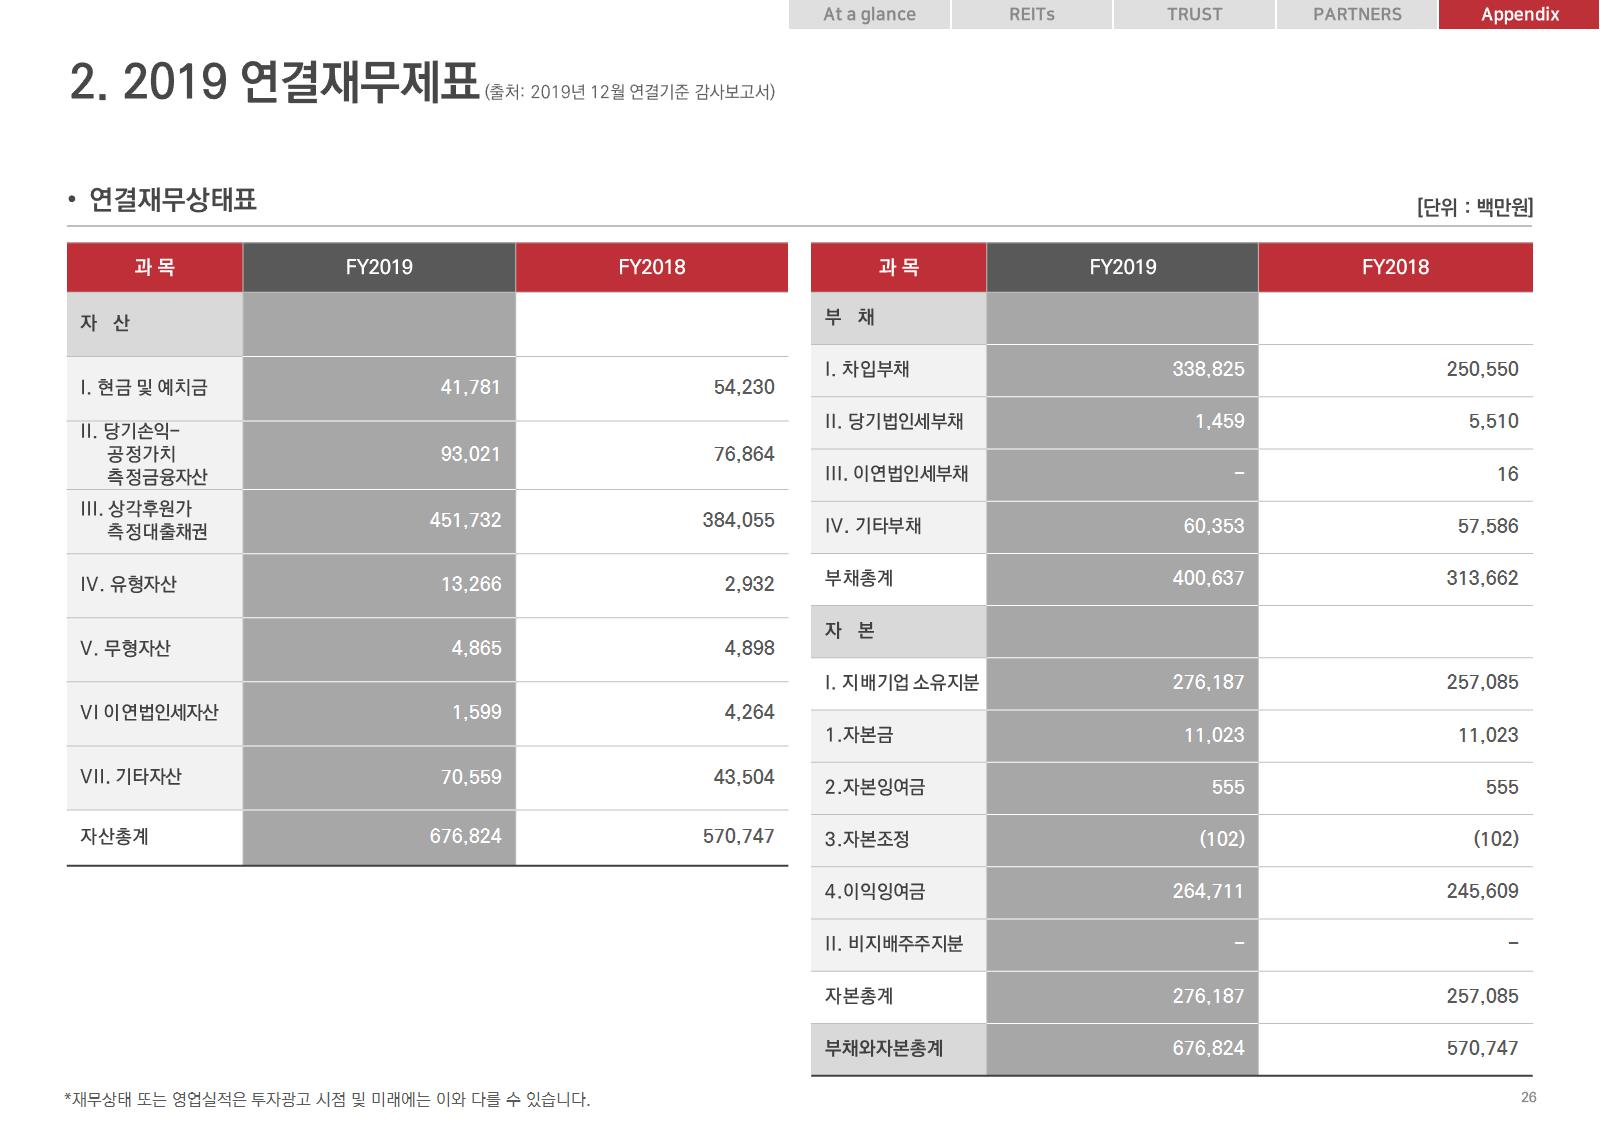 At a glance REITs TRUST PARTNERS Appendix
2. 2019 연결재무제표 (출처: 2019년 12월 연결기준 감사보고서)
• 연결재무상태표
[단위 : 백만원]
과 목 FY2019 FY2018
자 산
I. 현금 및 예치금 41,781 54,230
II. 당기손익–
공정가치
측정금융자산 93,021 76,864
III. 상각후원가
측정대출채권 451,732 384,055
IV. 유형자산 13,266 2,932
V. 무형자산 4,865 4,898
VI 이연법인세자산 1,599 4,264
VII. 기타자산 70,559 43,504
자산총계 676,824 570,747
과 목 FY2019 FY2018
부 채
I. 차입부채 338,825 250,550
II. 당기법인세부채 1,459 5,510
III. 이연법인세부채 – 16
IV. 기타부채 60,353 57,586
부채총계 400,637 313,662
자 본
I. 지배기업 소유지분 276,187 257,085
1.자본금 11,023 11,023
2.자본잉여금 555 555
3.자본조정 (102) (102)
4.이익잉여금 264,711 245,609
II. 비지배주주지분 – –
자본총계 276,187 257,085
부채와자본총계 676,824 570,747
*재무상태 또는 영업실적은 투자광고 시점 및 미래에는 이와 다를 수 있습니다.
26